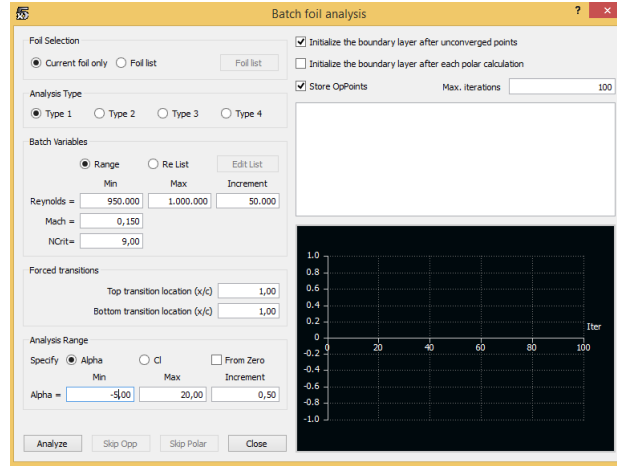 Batch foil analysis
? ×
Foil Selection
Current foil only Foil list Foil list
Analysis Type
Type 1 Type 2 Type 3 Type 4
Batch Variables
Range Re List Edit List
Min Max Increment
Reynolds = 950.000 1.000.000 50.000
Mach = 0,150
NCrit= 9,00
Forced transitions
Top transition location (x/c) 1,00
Bottom transition location (x/c) 1,00
Analysis Range
Specify Alpha Cl From Zero
Min Max Increment
Alpha = -5,00 20,00 0,50
Analyze Skip Opp Skip Polar Close
Initialize the boundary layer after unconverged points
Initialize the boundary layer after each polar calculation
Store OpPoints Max. iterations 100
1.0
0.8
0.6
0.4
0.2
Iter
0
0 20 40 60 80 100
-0.2
-0.4
-0.6
-0.8
-1.0